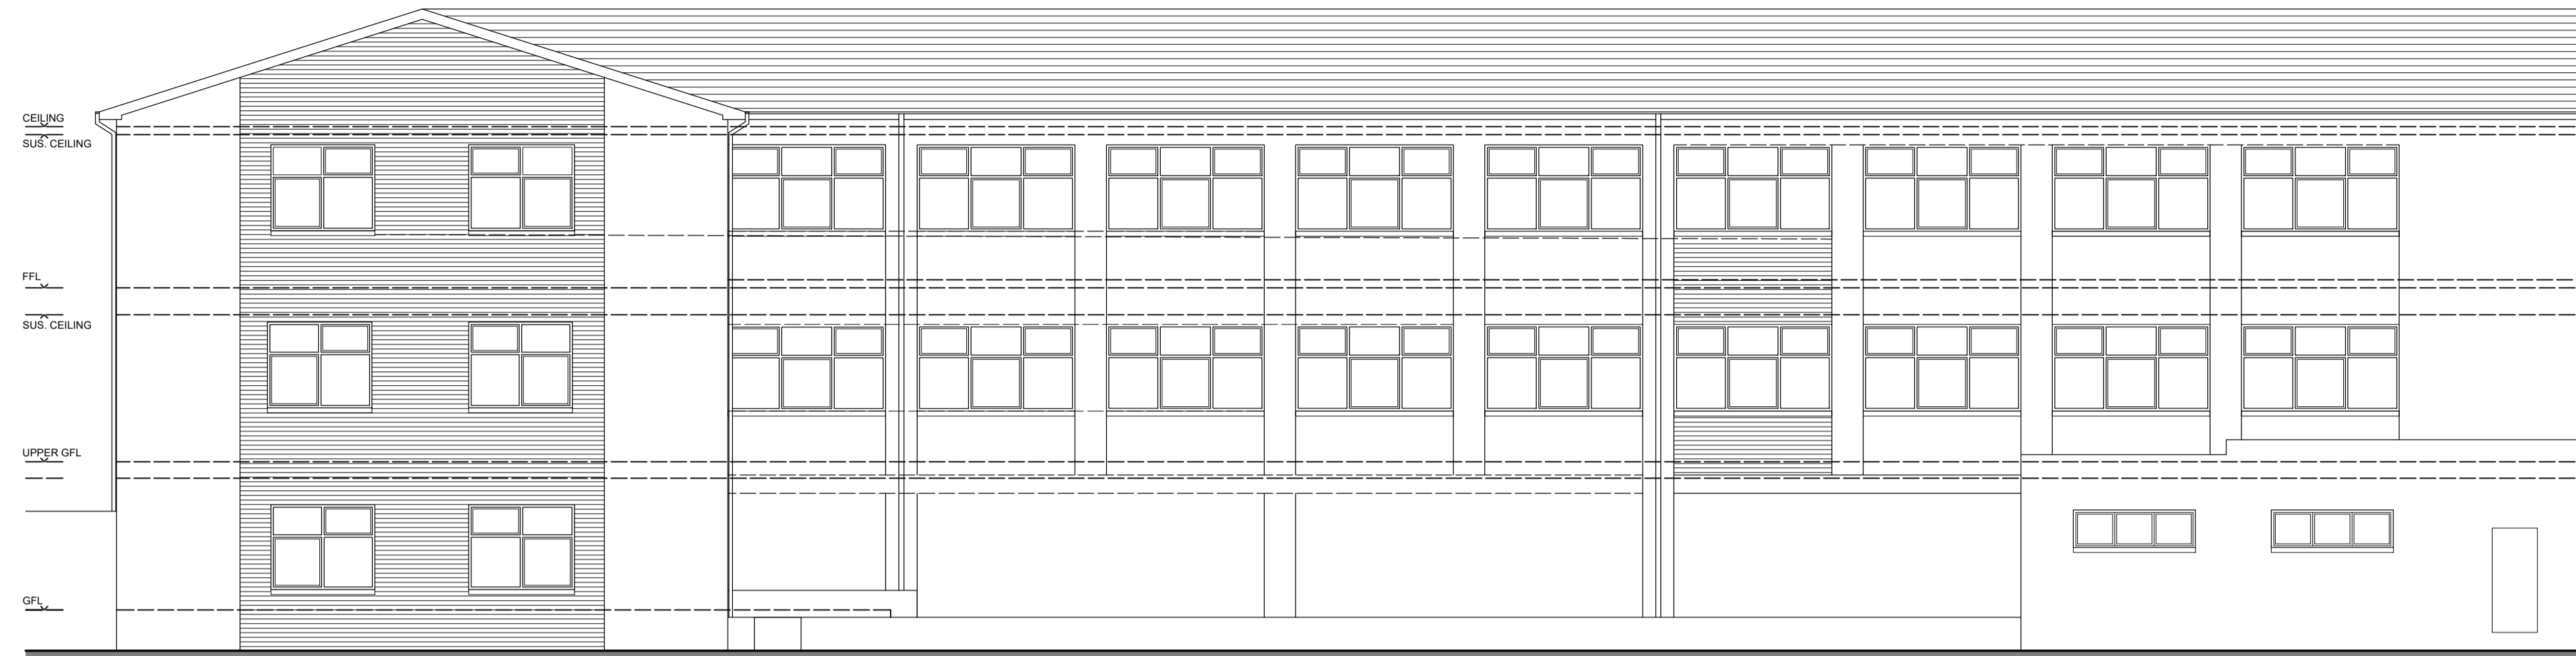 CEILING
SUS. CEILING
FFL
SUS. CEILING
UPPER GFL
GFL